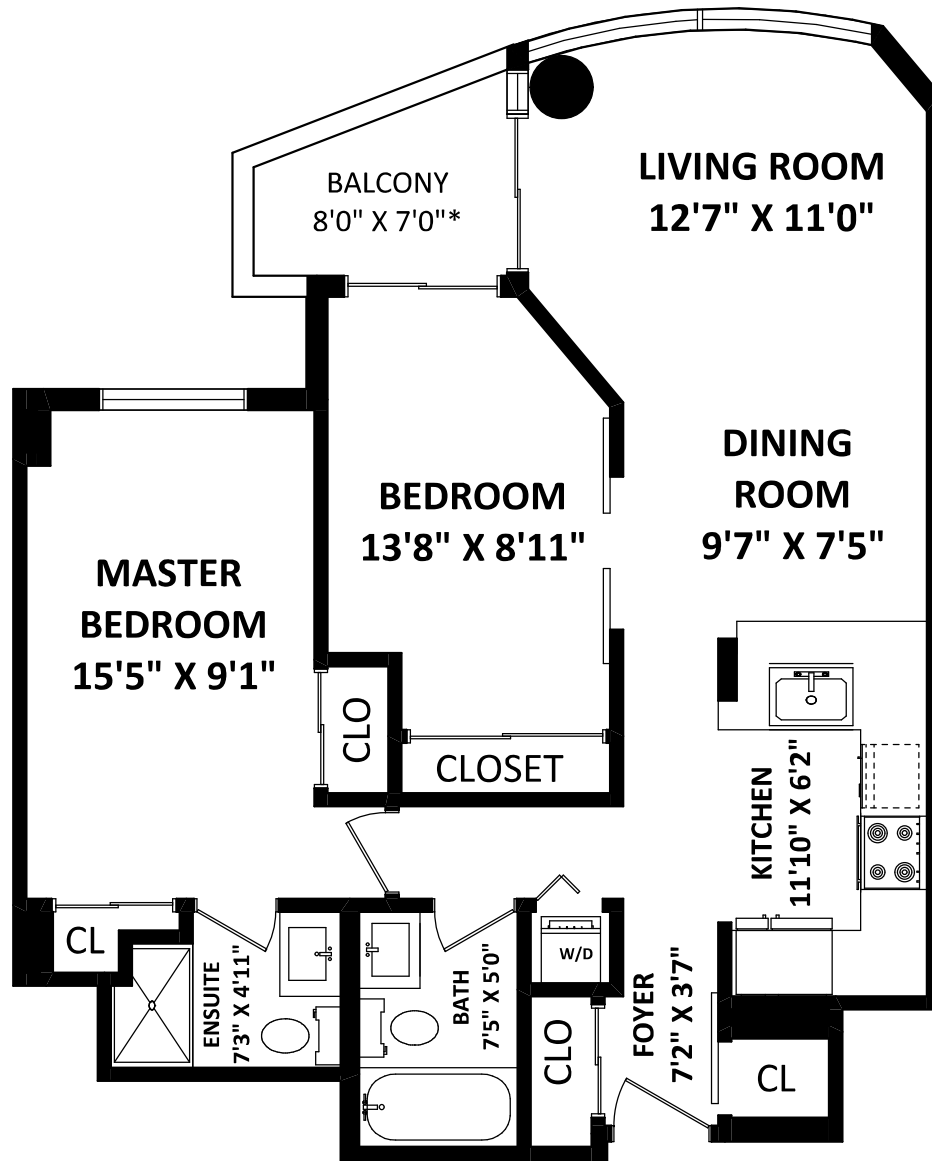 BALCONY
8'0" X 7'0"*
LIVING ROOM
12'7" X 11'0"
DINING
ROOM
9'7" X 7'5"
BEDROOM
13'8" X 8'11"
MASTER
BEDROOM
15'5" X 9'1"
CLO
CLOSET
KITCHEN
11'10" X 6'2"
CL
ENSUITE
7'3" X 4'11"
BATH
7'5" X 5'0"
W/D
CLO
FOYER
7'2" X 3'7"
CL